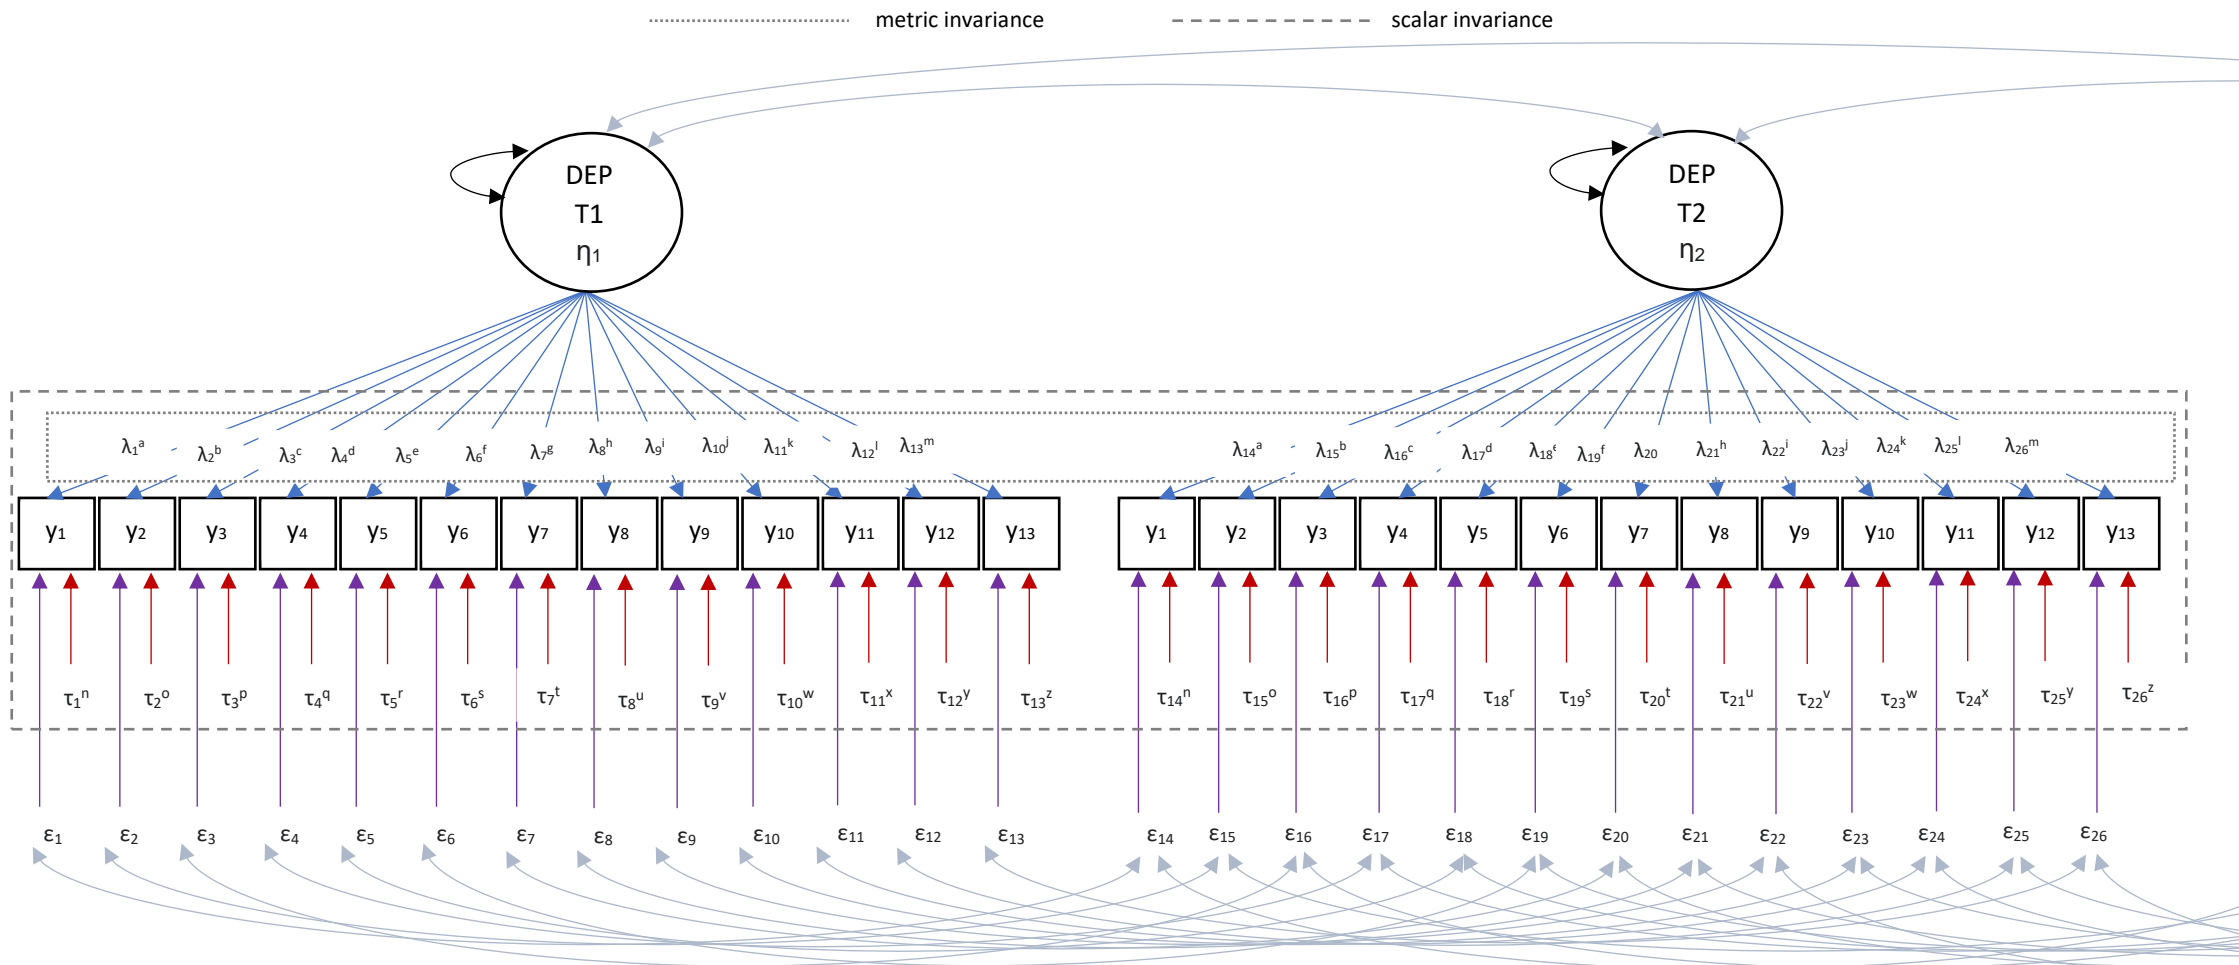 metric invariance scalar invariance
DEP DEP
T1 T2
η₁ η₂
λ₁ᵃ λ₂ᵇ λ₃ᶜ λ₄ᵈ λ₅ᵉ λ₆ᶠ λ₇ᵍ λ₈ʰ λ₉ⁱ λ₁₀ʲ λ₁₁ᵏ λ₁₂ˡ λ₁₃ᵐ λ₁₄ᵃ λ₁₅ᵇ λ₁₆ᶜ λ₁₇ᵈ λ₁₈ᵉ λ₁₉ᶠ λ₂₀ λ₂₁ʰ λ₂₂ⁱ λ₂₃ʲ λ₂₄ᵏ λ₂₅ˡ λ₂₆ᵐ
y₁ y₂ y₃ y₄ y₅ y₆ y₇ y₈ y₉ y₁₀ y₁₁ y₁₂ y₁₃ y₁ y₂ y₃ y₄ y₅ y₆ y₇ y₈ y₉ y₁₀ y₁₁ y₁₂ y₁₃
τ₁ⁿ τ₂ᵒ τ₃ᵖ τ₄q τ₅ʳ τ₆ˢ τ₇ᵗ τ₈ᵘ τ₉ᵛ τ₁₀ʷ τ₁₁ˣ τ₁₂ʸ τ₁₃ᶻ τ₁₄ⁿ τ₁₅ᵒ τ₁₆ᵖ τ₁₇q τ₁₈ʳ τ₁₉ˢ τ₂₀ᵗ τ₂₁ᵘ τ₂₂ᵛ τ₂₃ʷ τ₂₄ˣ τ₂₅ʸ τ₂₆ᶻ
ε₁ ε₂ ε₃ ε₄ ε₅ ε₆ ε₇ ε₈ ε₉ ε₁₀ ε₁₁ ε₁₂ ε₁₃ ε₁₄ ε₁₅ ε₁₆ ε₁₇ ε₁₈ ε₁₉ ε₂₀ ε₂₁ ε₂₂ ε₂₃ ε₂₄ ε₂₅ ε₂₆